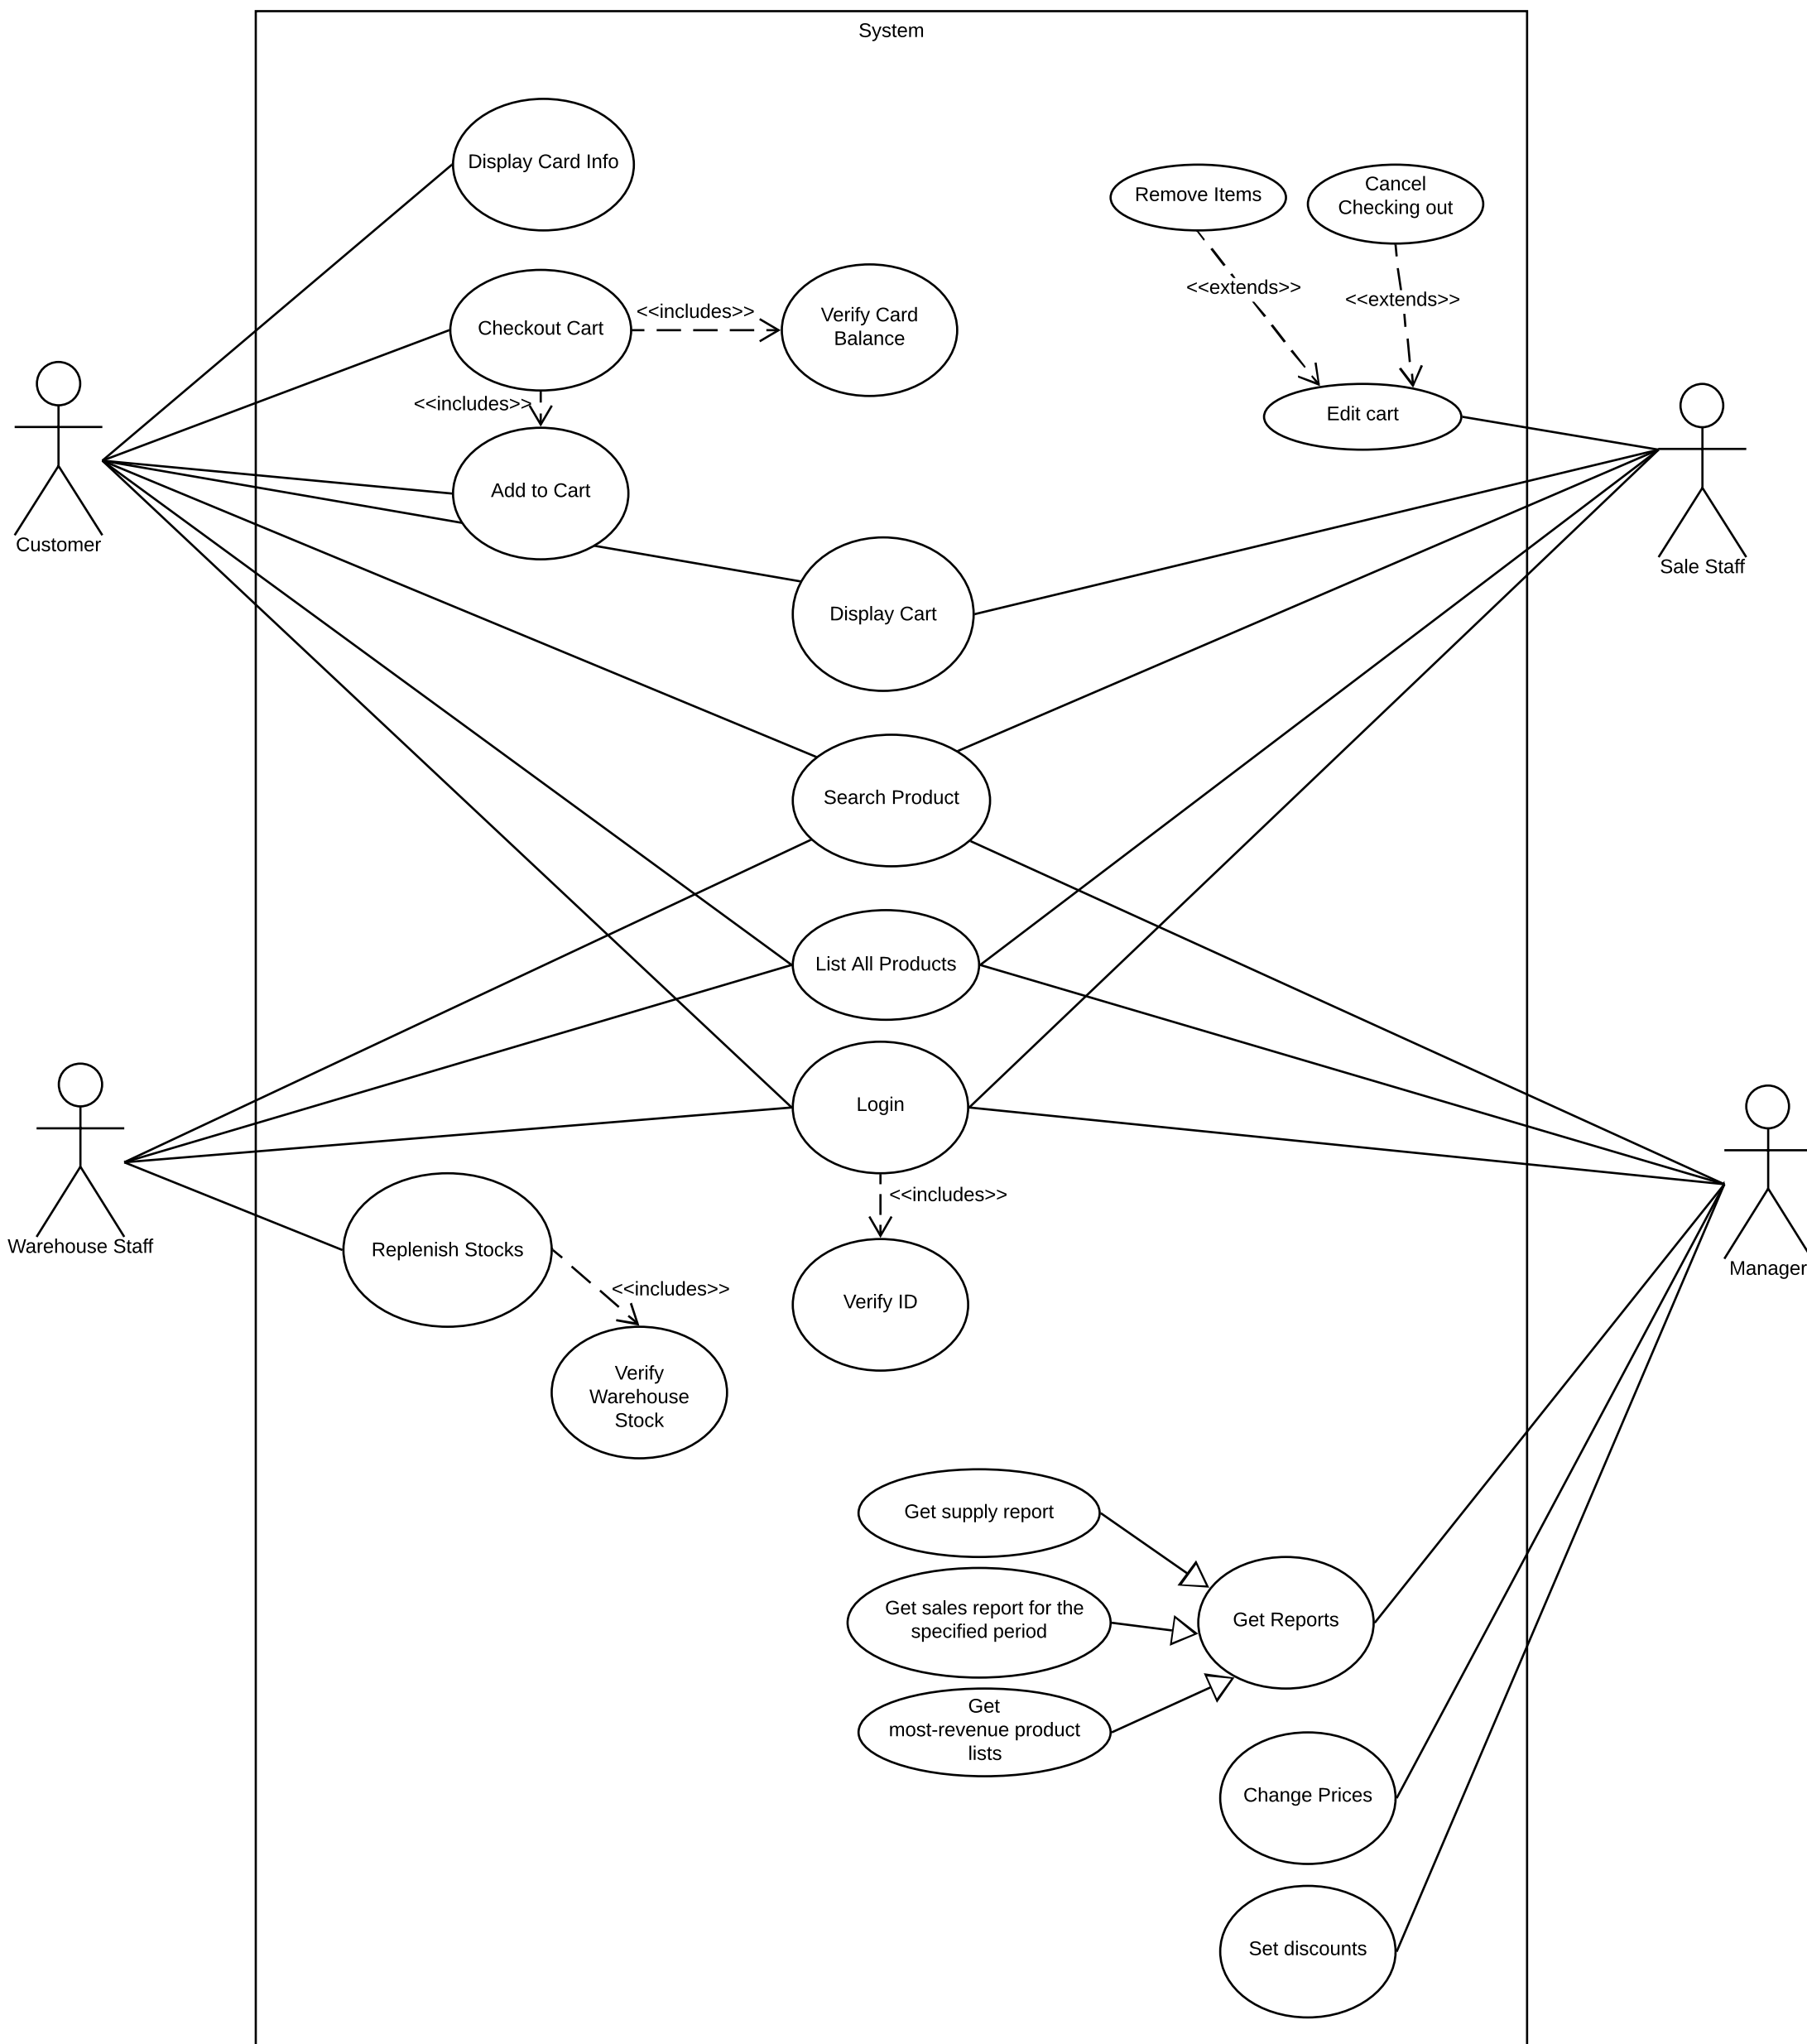 System
Display Card Info
Remove Items
Cancel
Checking out
<<extends>>
<<extends>>
Checkout Cart
<<includes>>
Verify Card
Balance
<<includes>>
Edit cart
Add to Cart
Customer
Sale Staff
Display Cart
Search Product
List All Products
Login
<<includes>>
Warehouse Staff
Replenish Stocks
Manager
<<includes>>
Verify ID
Verify
Warehouse
Stock
Get supply report
Get sales report for the
specified period
Get Reports
Get
most-revenue product
lists
Change Prices
Set discounts